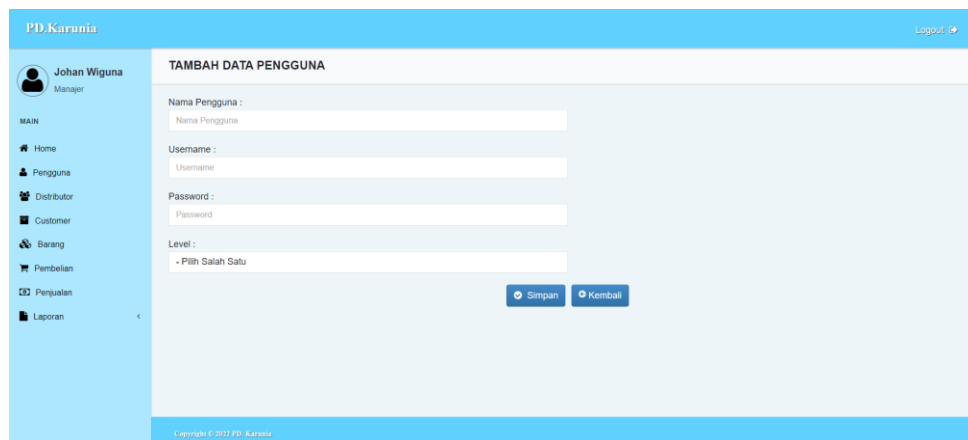 PD.Karunia
Logout
Johan Wiguna
Manajer
MAIN
Home
Pengguna
Distributor
Customer
Barang
Pembelian
Penjualan
Laporan
TAMBAH DATA PENGGUNA
Nama Pengguna :
Nama Pengguna
Username :
Username
Password :
Password
Level :
- Pilih Salah Satu
Simpan
Kembali
Copyright © 2022 PD. Karunia